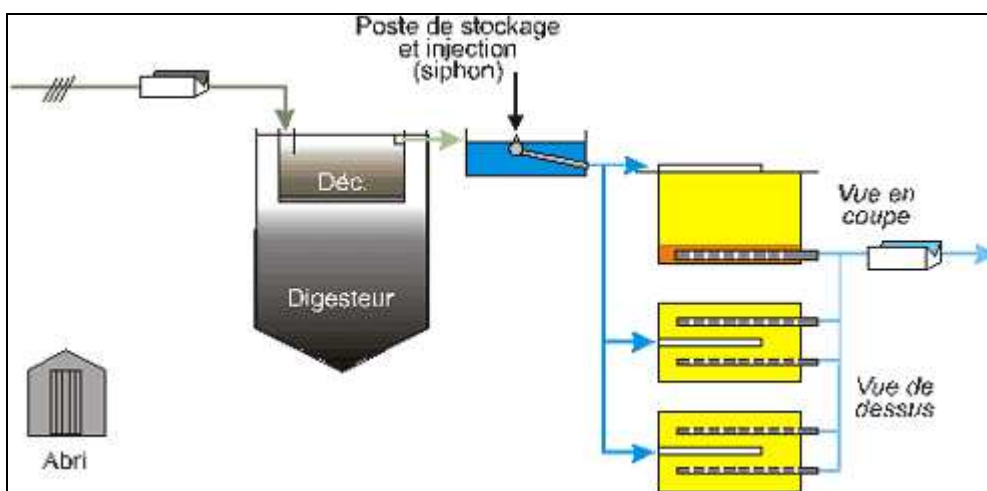 Poste de stockage
et injection
(siphon)
Déc.
Digesteur
Vue en
coupe
Vue de
dessus
Abri